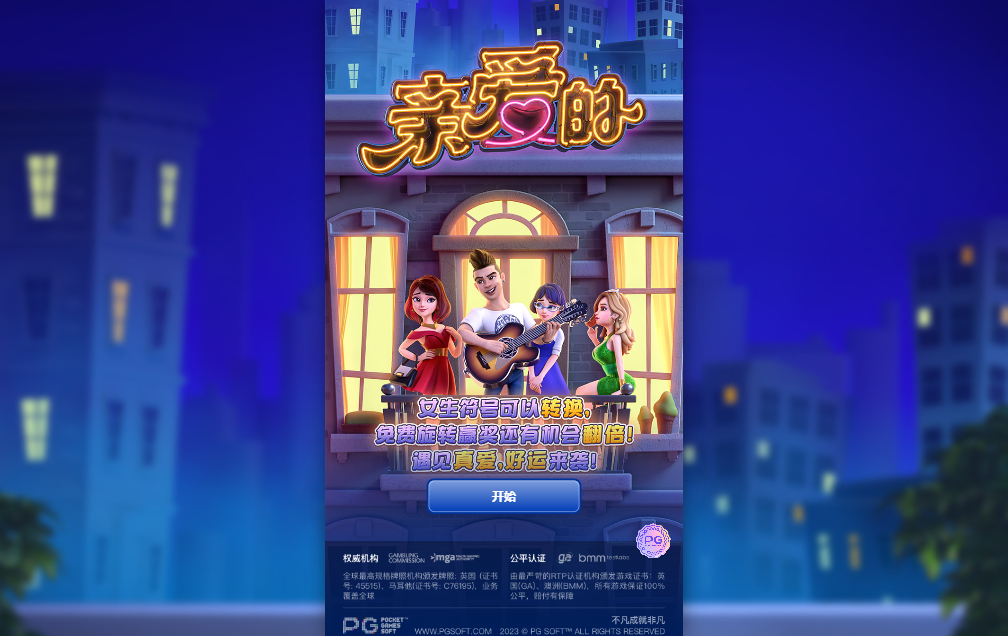 亲爱的
女生符号可以转换,
免费旋转赢奖还有机会翻倍!
遇见真爱,好运来袭!
开始
PG
权威机构 GAMBLING COMMISSION mga
全球最高规格牌照机构颁发牌照: 英国 (证书
号: 45515)、马耳他(证书号: C76195)、业务
覆盖全球
公平认证 ga bmm testlabs
由最严苛的RTP认证机构颁发游戏证书: 英
国(GA)、澳洲(BMM)、所有游戏保证100%
公平、赔付有保障
PG POCKET GAMES SOFT
WWW.PGSOFT.COM
不凡成就非凡
2023 © PG SOFT™ ALL RIGHTS RESERVED